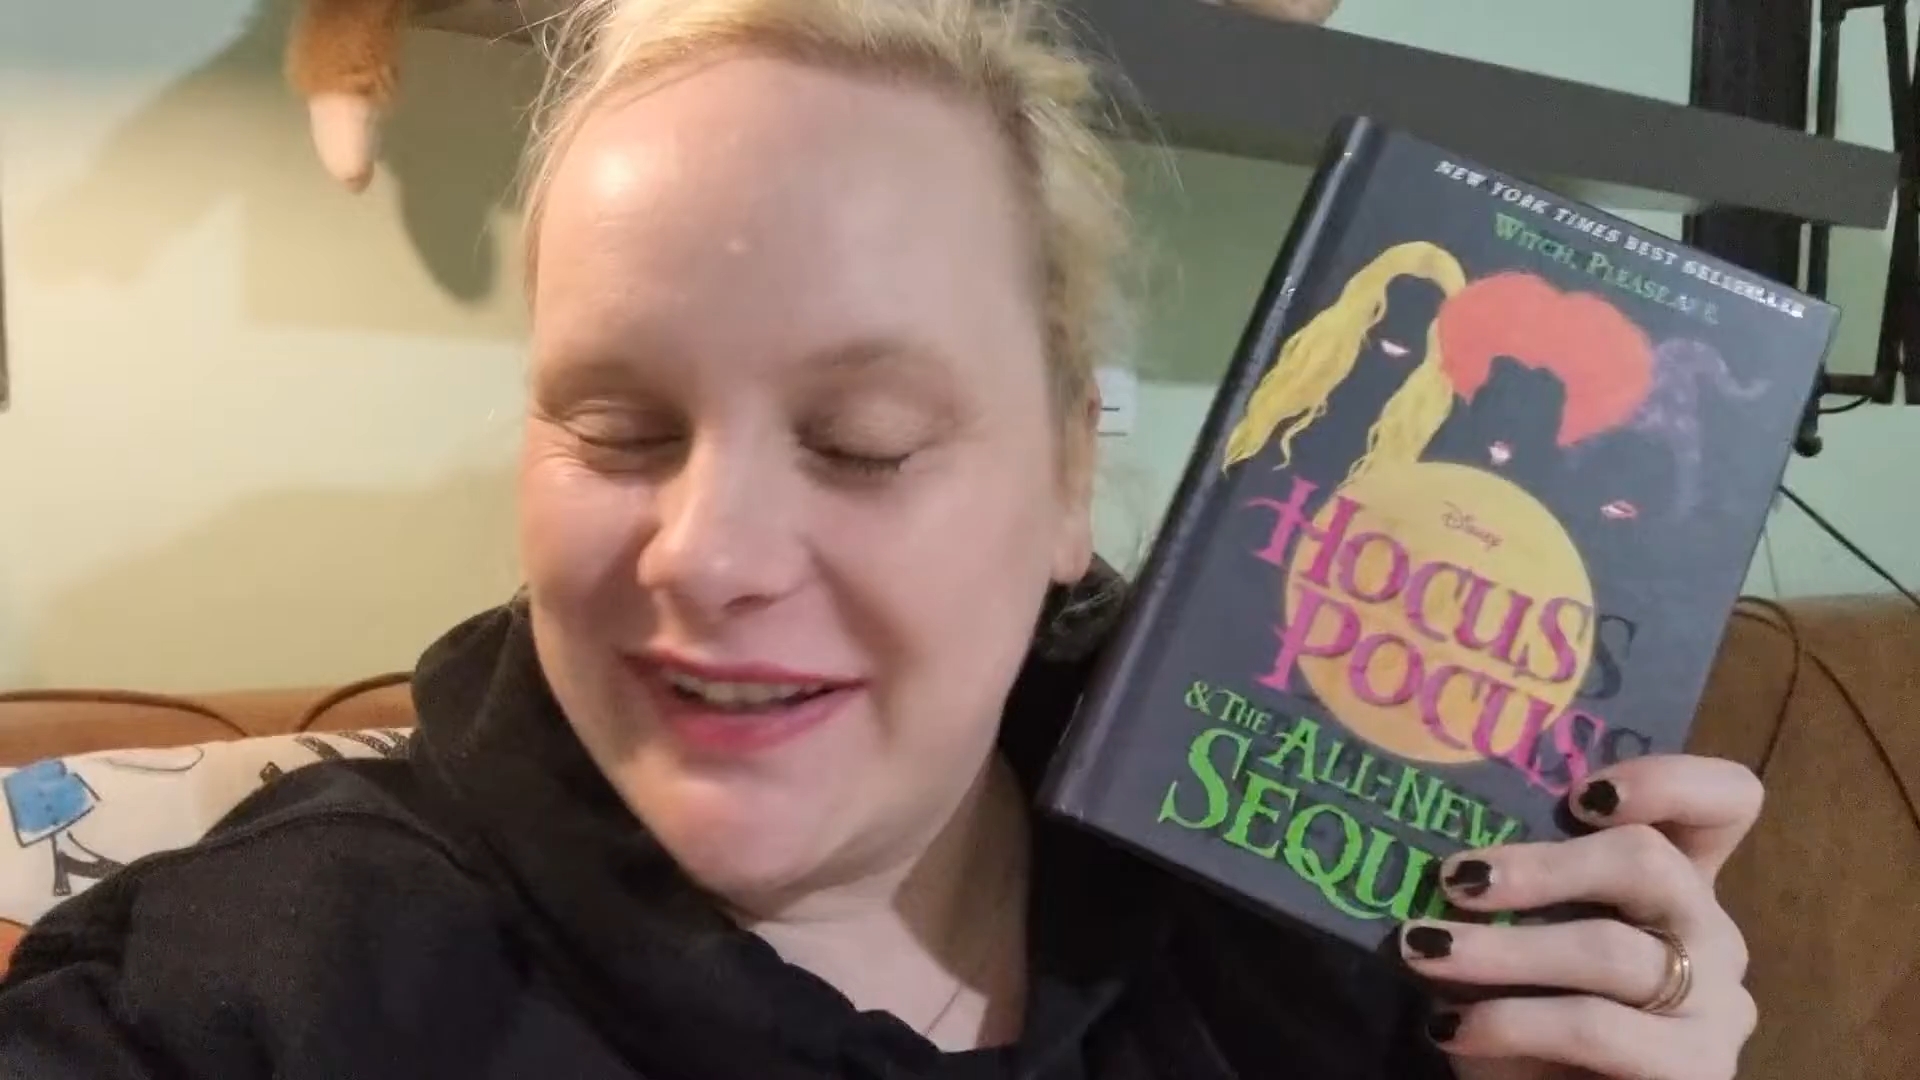 NEW YORK TIMES BEST SELLER
WITCH, PLEASE
Disney
HOCUS
POCUS
& THE ALL-NEW
SEQU